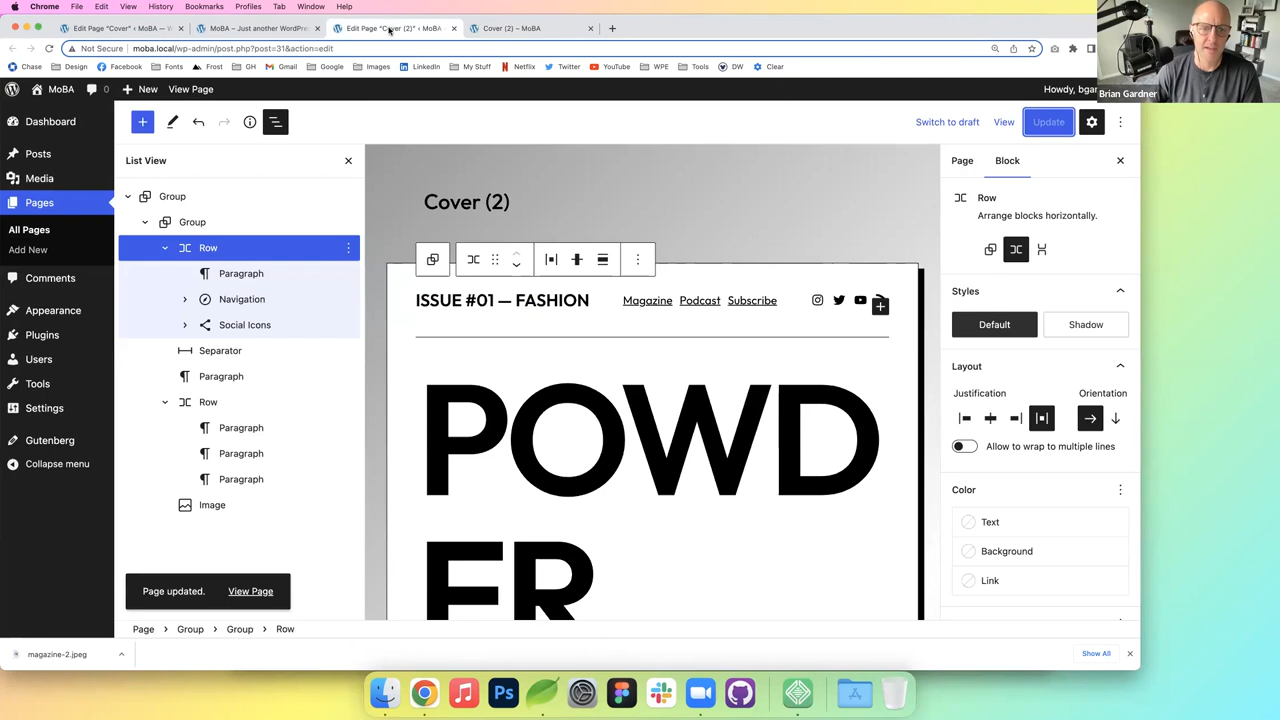 Chrome File Edit View History Bookmarks Profiles Tab Window Help
Edit Page “Cover” ‹ MoBA — W
MoBA – Just another WordPres
Edit Page “Cover (2)” ‹ MoBA
Cover (2) – MoBA
Not Secure moba.local/wp-admin/post.php?post=31&action=edit
Chase Design Facebook Fonts Frost GH Gmail Google Images LinkedIn My Stuff Netflix Twitter YouTube WPE Tools DW Clear
Brian Gardner
MoBA 0 New View Page Howdy, bgar
Dashboard
Posts
Media
Pages
All Pages
Add New
Comments
Appearance
Plugins
Users
Tools
Settings
Gutenberg
Collapse menu
Switch to draft View Update
List View
Group
Group
Row
Paragraph
Navigation
Social Icons
Separator
Paragraph
Row
Paragraph
Paragraph
Paragraph
Image
Page updated. View Page
Cover (2)
ISSUE #01 — FASHION Magazine Podcast Subscribe
POWD
ER
Page Block
Row
Arrange blocks horizontally.
Styles
Default Shadow
Layout
Justification Orientation
Allow to wrap to multiple lines
Color
Text
Background
Link
Page > Group > Group > Row
magazine-2.jpeg Show All
Ps